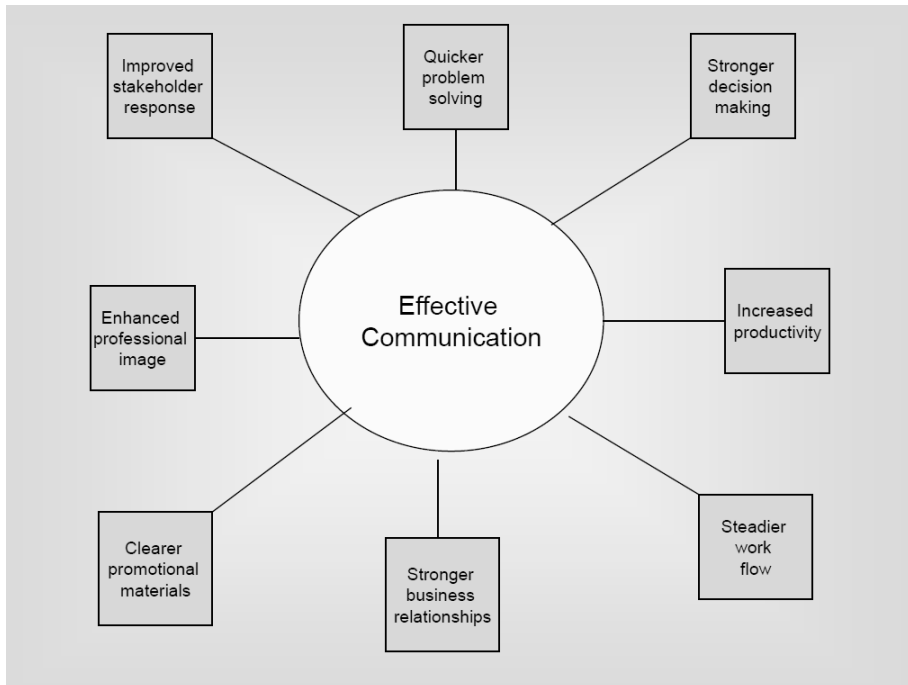 Improved
stakeholder
response
Quicker
problem
solving
Stronger
decision
making
Enhanced
professional
image
Effective
Communication
Increased
productivity
Clearer
promotional
materials
Stronger
business
relationships
Steadier
work
flow